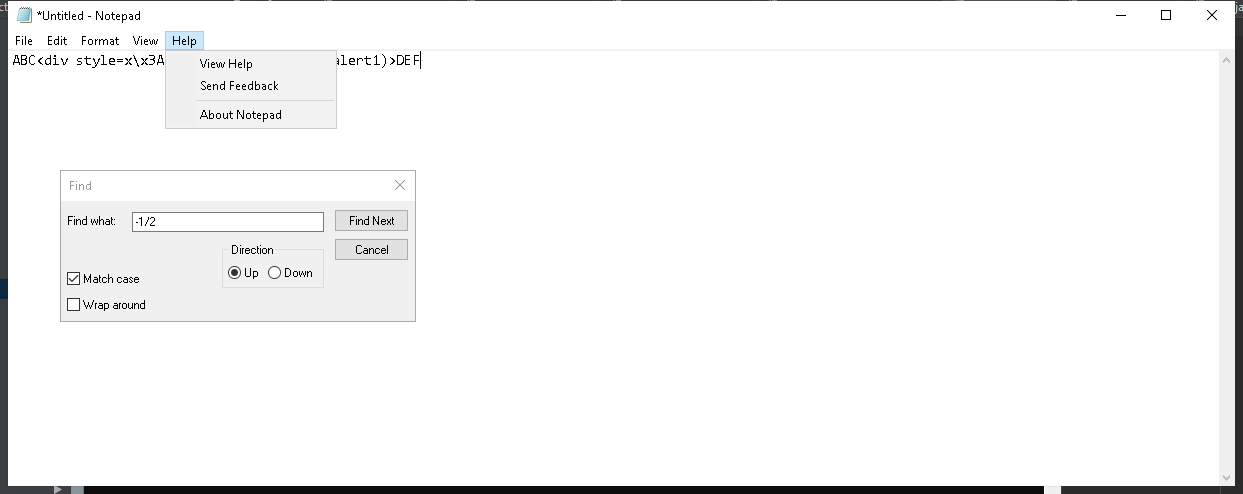 *Untitled - Notepad
File Edit Format View Help
ABC<div style=x\x3A alert1)>DEF
View Help
Send Feedback
About Notepad
Find
Find what: -1/2 Find Next
Direction Cancel
Up Down
Match case
Wrap around